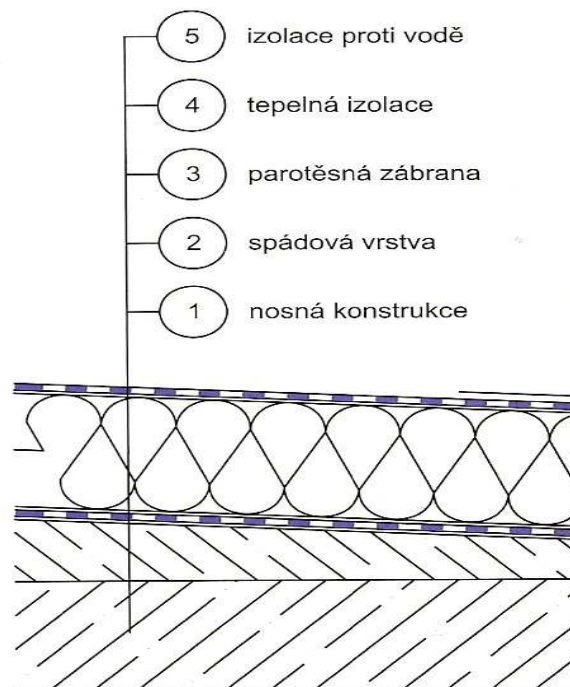 5 izolace proti vodě
4 tepelná izolace
3 parotěsná zábrana
2 spádová vrstva
1 nosná konstrukce